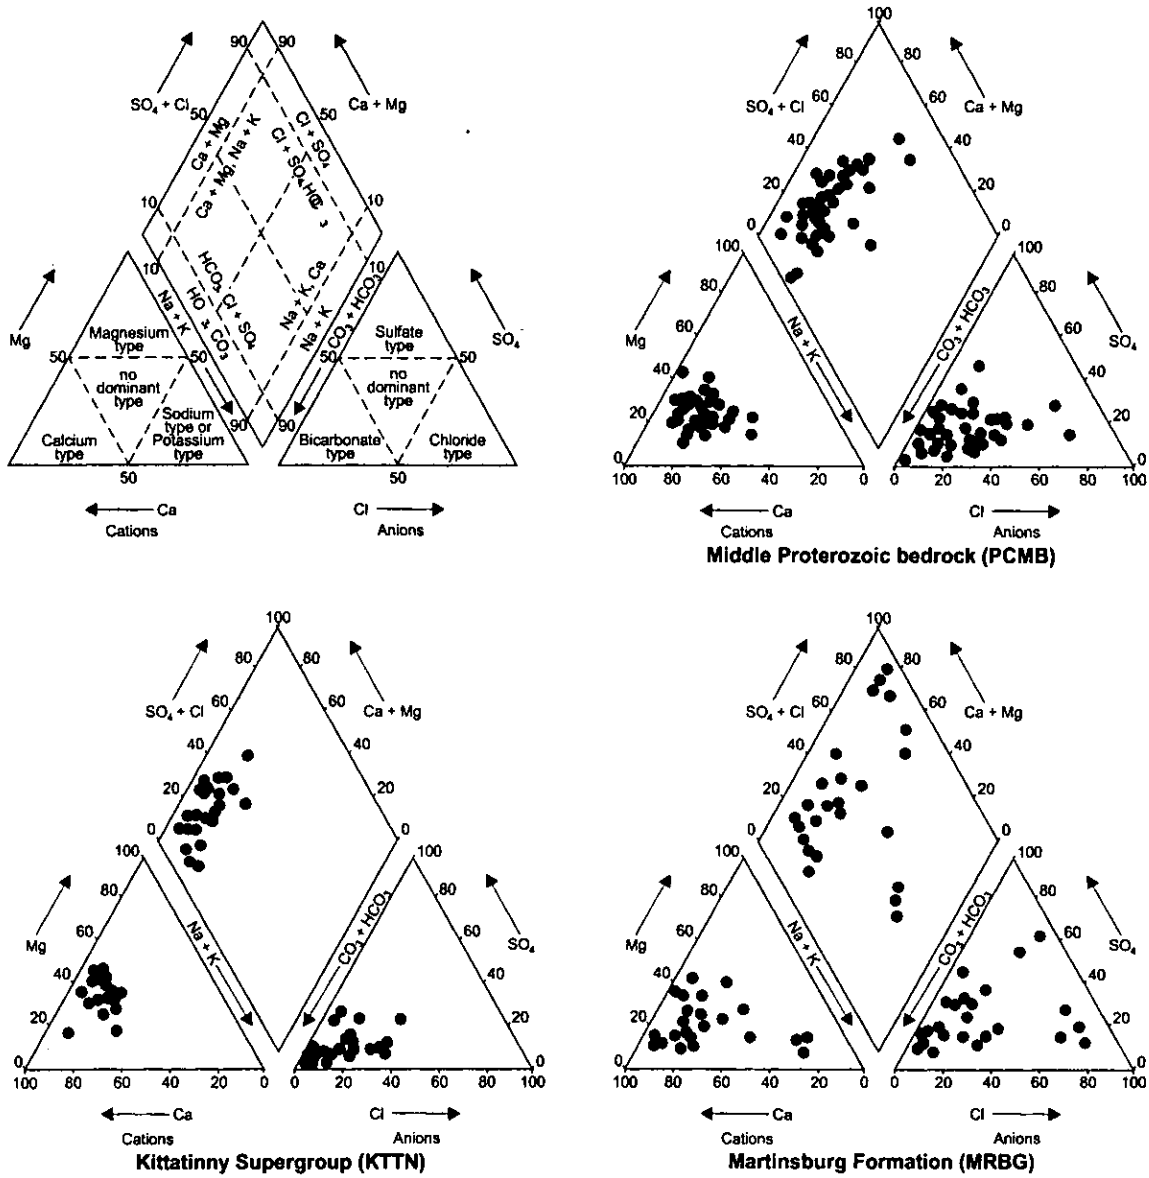 90 90
SO₄ + Cl
Ca + Mg
50
50
Ca + Mg
Ca + Mg, Na + K
Cl + SO₄
Cl + SO₄
10
10
10
10
HCO₃, Cl + SO₄
Na + K, Ca
Na + K
Na + K
CO₃ + HCO₃
90
90
Mg
Magnesium type
50
50
no dominant type
Calcium type
Sodium type or Potassium type
50
Ca
Cations
SO₄
Sulfate type
50
50
no dominant type
Bicarbonate type
Chloride type
50
Cl
Anions
100
80 80
60 60
SO₄ + Cl
Ca + Mg
40 40
20 20
0 0
100
80
60
40
20
0
Mg
Na + K
CO₃ + HCO₃
100
80
60
40
20
0
SO₄
100 80 60 40 20 0
0 20 40 60 80 100
Ca
Cl
Cations
Anions
Middle Proterozoic bedrock (PCMB)
100
80 80
60 60
SO₄ + Cl
Ca + Mg
40 40
20 20
0 0
100
80
60
40
20
0
Mg
Na + K
CO₃ + HCO₃
100
80
60
40
20
0
SO₄
100 80 60 40 20 0
0 20 40 60 80 100
Ca
Cl
Cations
Anions
Kittatinny Supergroup (KTTN)
100
80 80
60 60
SO₄ + Cl
Ca + Mg
40 40
20 20
0 0
100
80
60
40
20
0
Mg
Na + K
CO₃ + HCO₃
100
80
60
40
20
0
SO₄
100 80 60 40 20 0
0 20 40 60 80 100
Ca
Cl
Cations
Anions
Martinsburg Formation (MRBG)